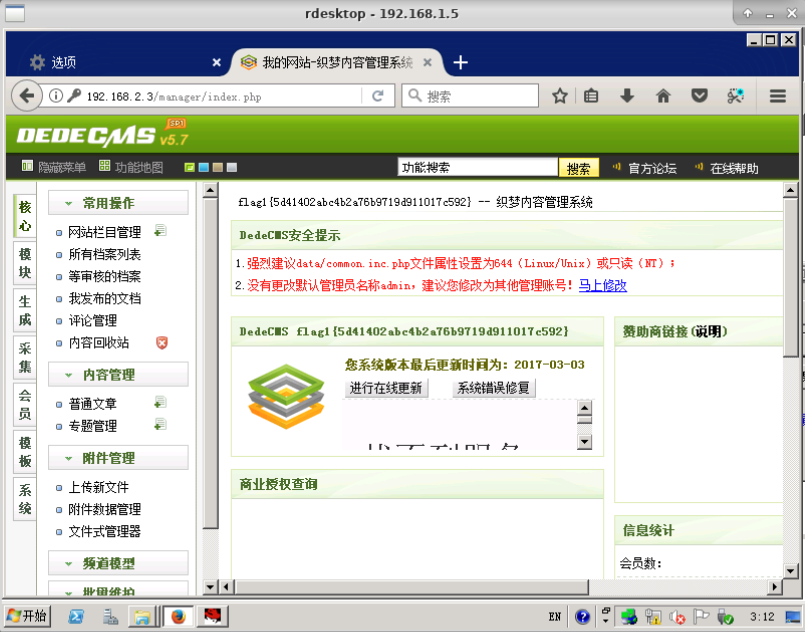 rdesktop - 192.168.1.5
选项
我的网站-织梦内容管理系统
192.168.2.3/manager/index.php
搜索
DEDECMS v5.7 SP1
隐藏菜单 功能地图
功能搜索 搜索 官方论坛 在线帮助
核心
模块
生成
采集
会员
模板
系统
常用操作
网站栏目管理
所有档案列表
等审核的档案
我发布的文档
评论管理
内容回收站
内容管理
普通文章
专题管理
附件管理
上传新文件
附件数据管理
文件式管理器
频道模型
批量维护
flag1{5d41402abc4b2a76b9719d911017c592} -- 织梦内容管理系统
DedeCMS安全提示
1.强烈建议data/common.inc.php文件属性设置为644（Linux/Unix）或只读（NT）；
2.没有更改默认管理员名称admin，建议您修改为其他管理账号！马上修改
DedeCMS flag1{5d41402abc4b2a76b9719d911017c592}
您系统版本最后更新时间为：2017-03-03
进行在线更新 系统错误修复
商业授权查询
赞助商链接(说明)
信息统计
会员数:
开始
EN
3:12